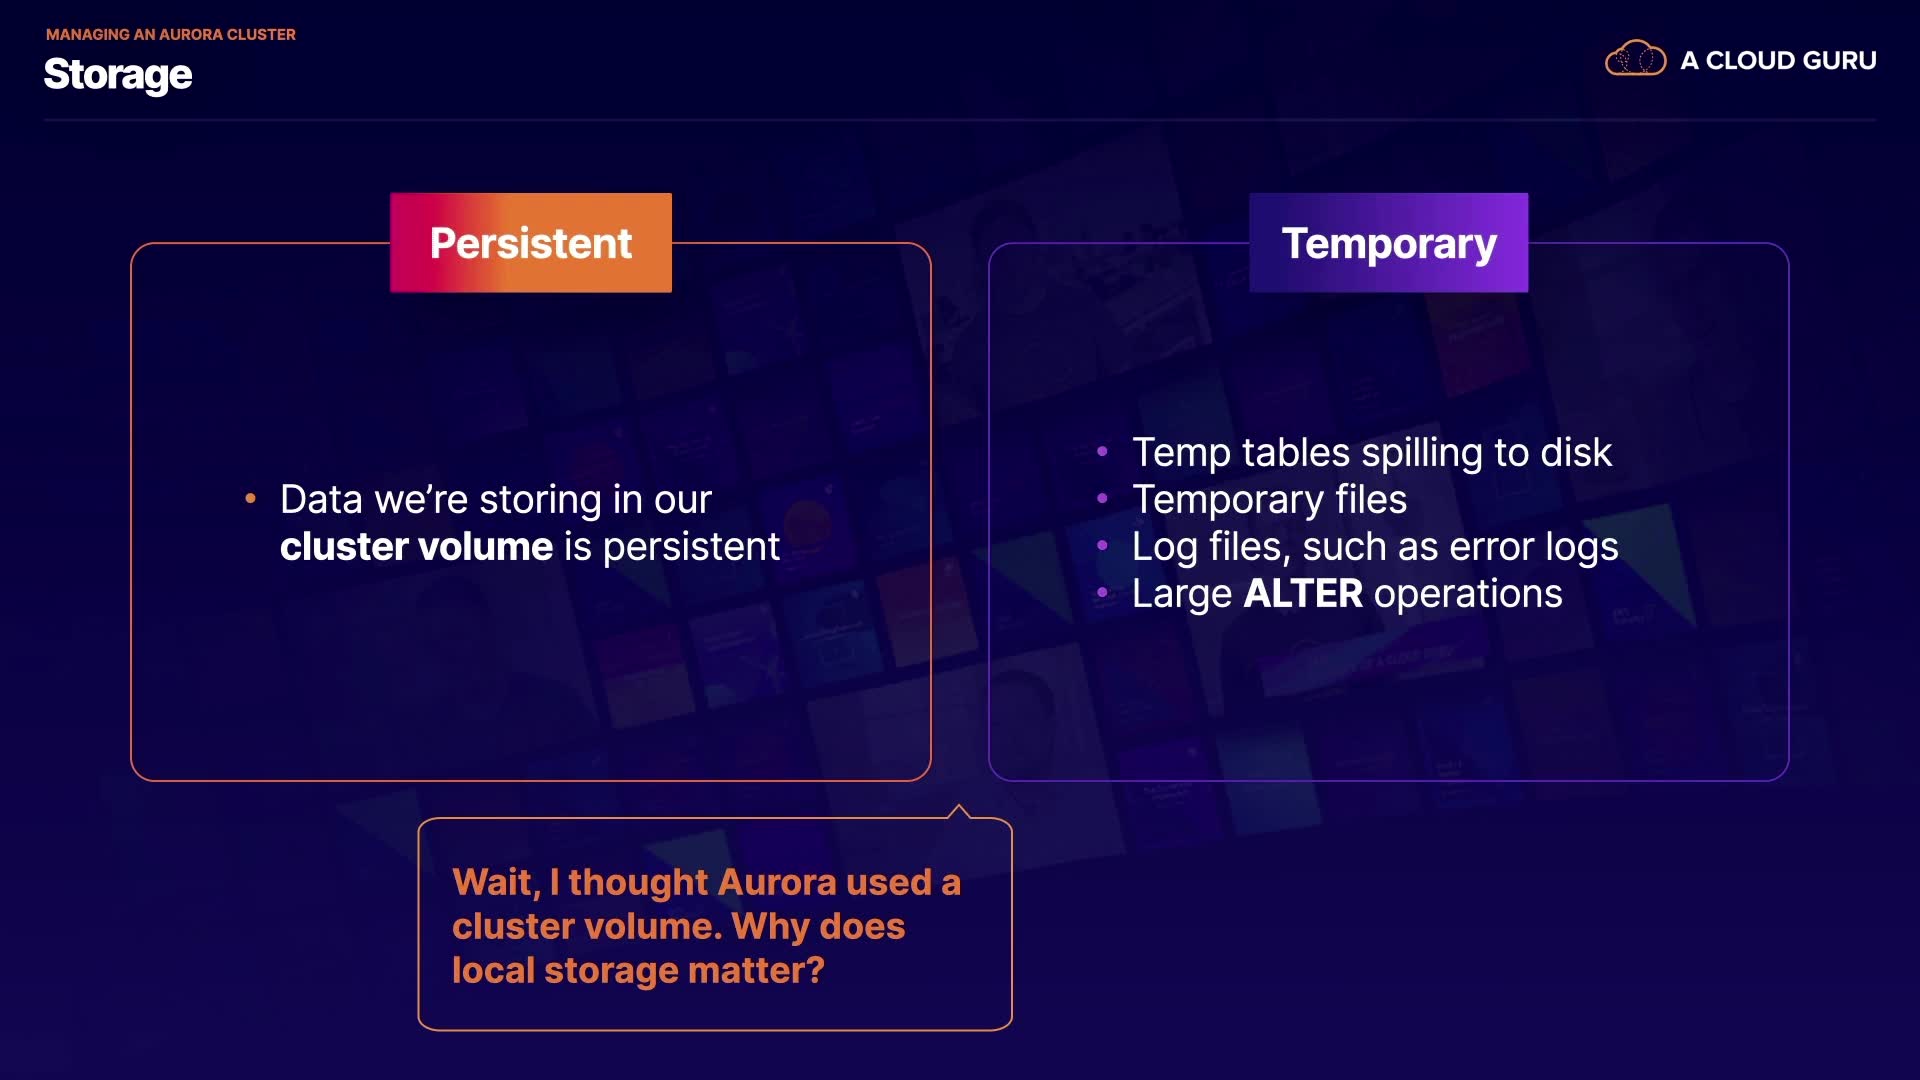 MANAGING AN AURORA CLUSTER
Storage
A CLOUD GURU
Persistent
• Data we’re storing in our
cluster volume is persistent
Temporary
• Temp tables spilling to disk
• Temporary files
• Log files, such as error logs
• Large ALTER operations
Wait, I thought Aurora used a
cluster volume. Why does
local storage matter?